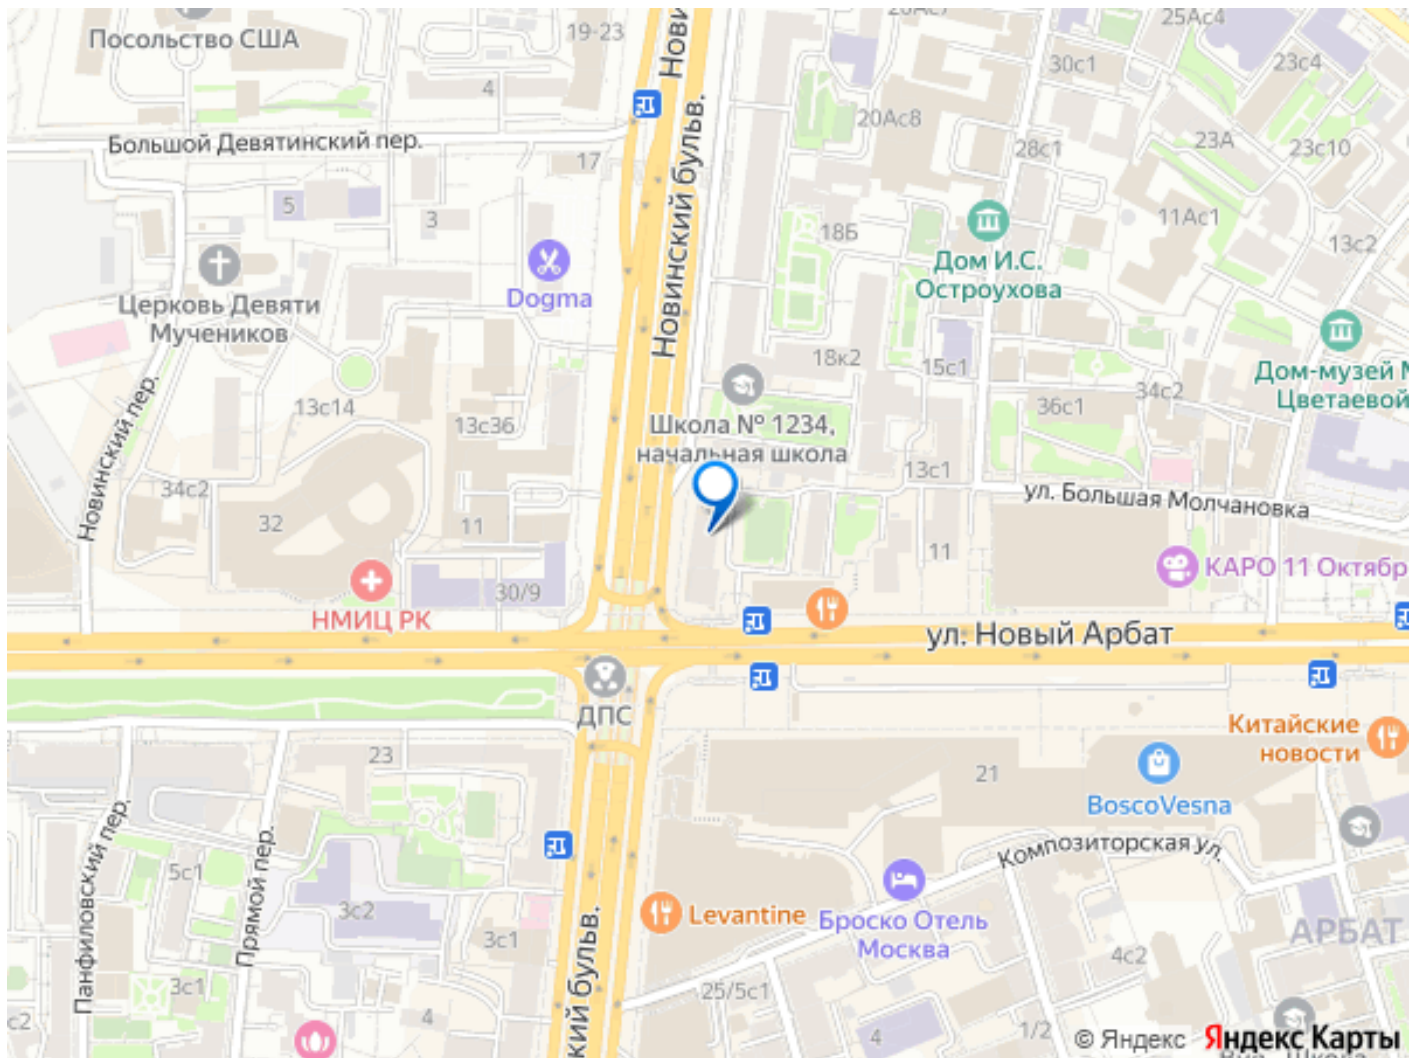 20Ас7
25Ас4
19-23
Посольство США
30с1
23с4
4
20Ас8
Большой Девятинский пер.
17
28с1
23А
23с10
5
3
Новинский бульв.
18Б
11Ас1
13с2
Дом И.С.
Остроухова
Dogma
Церковь Девяти
Мучеников
18к2
15с1
34с2
Дом-музей М
Цветаевой
13с14
13с36
36с1
Школа № 1234,
начальная школа
13с1
Новинский пер.
34с2
32
11
ул. Большая Молчановка
11
КАРО 11 Октябр
30/9
НМИЦ РК
ул. Новый Арбат
ДПС
Китайские
новости
23
21
BoscoVesna
Композиторская ул.
5с1
Панфиловский пер.
Прямой пер.
3с2
Levantine
Броско Отель
Москва
АРБАТ
3с1
кий бульв.
4с2
3с1
25/5с1
с2
4
4
1/2
© Яндекс Яндекс Карты